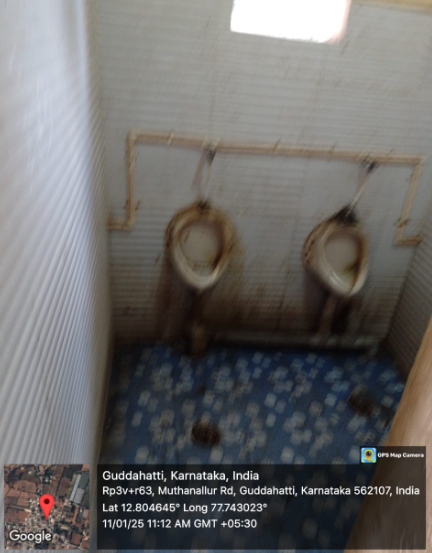 GPS Map Camera
Guddahatti, Karnataka, India
Rp3v+r63, Muthanallur Rd, Guddahatti, Karnataka 562107, India
Lat 12.804645° Long 77.743023°
11/01/25 11:12 AM GMT +05:30
Google